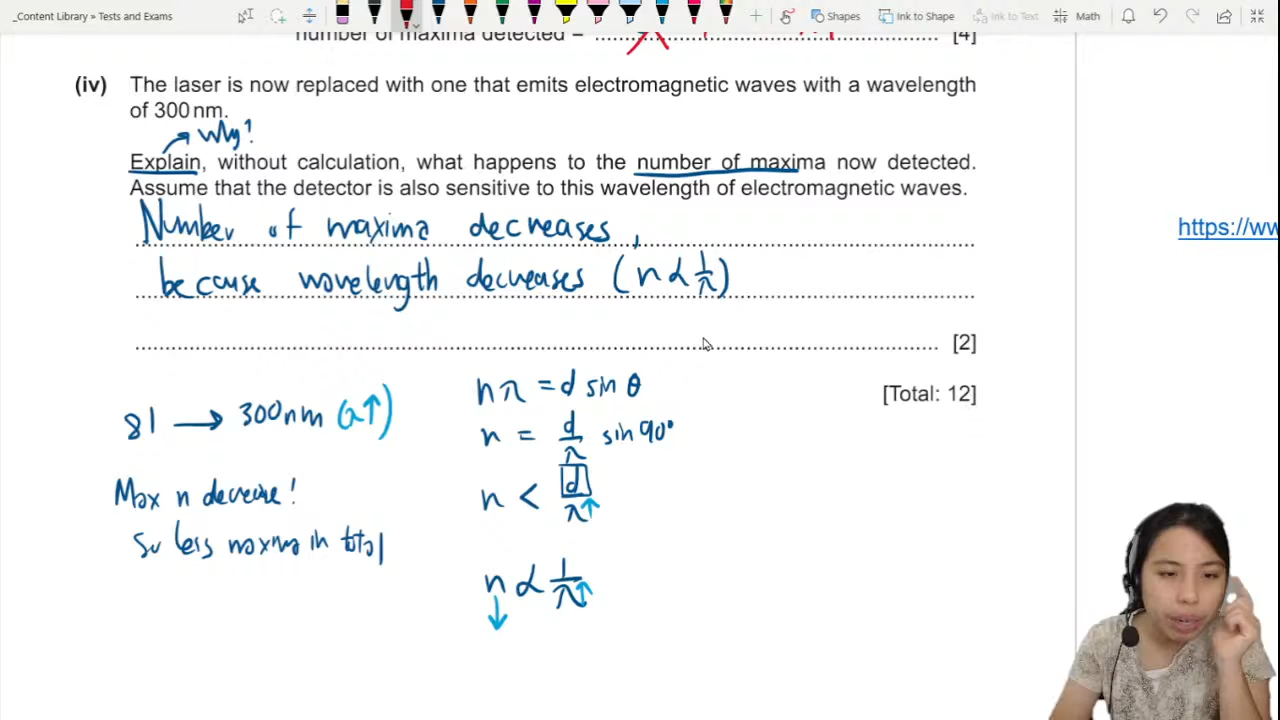 _Content Library » Tests and Exams
Shapes
Ink to Shape
Ink to Text
Math
number of maxima detected = ........ [4]
(iv) The laser is now replaced with one that emits electromagnetic waves with a wavelength
of 300 nm.
→ Why?
Explain, without calculation, what happens to the number of maxima now detected.
Assume that the detector is also sensitive to this wavelength of electromagnetic waves.
https://ww
Number of maxima decreases,
because wavelength decreases (n ∝ 1/λ)
[2]
[Total: 12]
nλ = d sin θ
81 → 300nm (λ↑)
n = d/λ sin 90°
Max n decrease!
n < d/λ↑
So less maxima in total
n↓ ∝ 1/λ↑